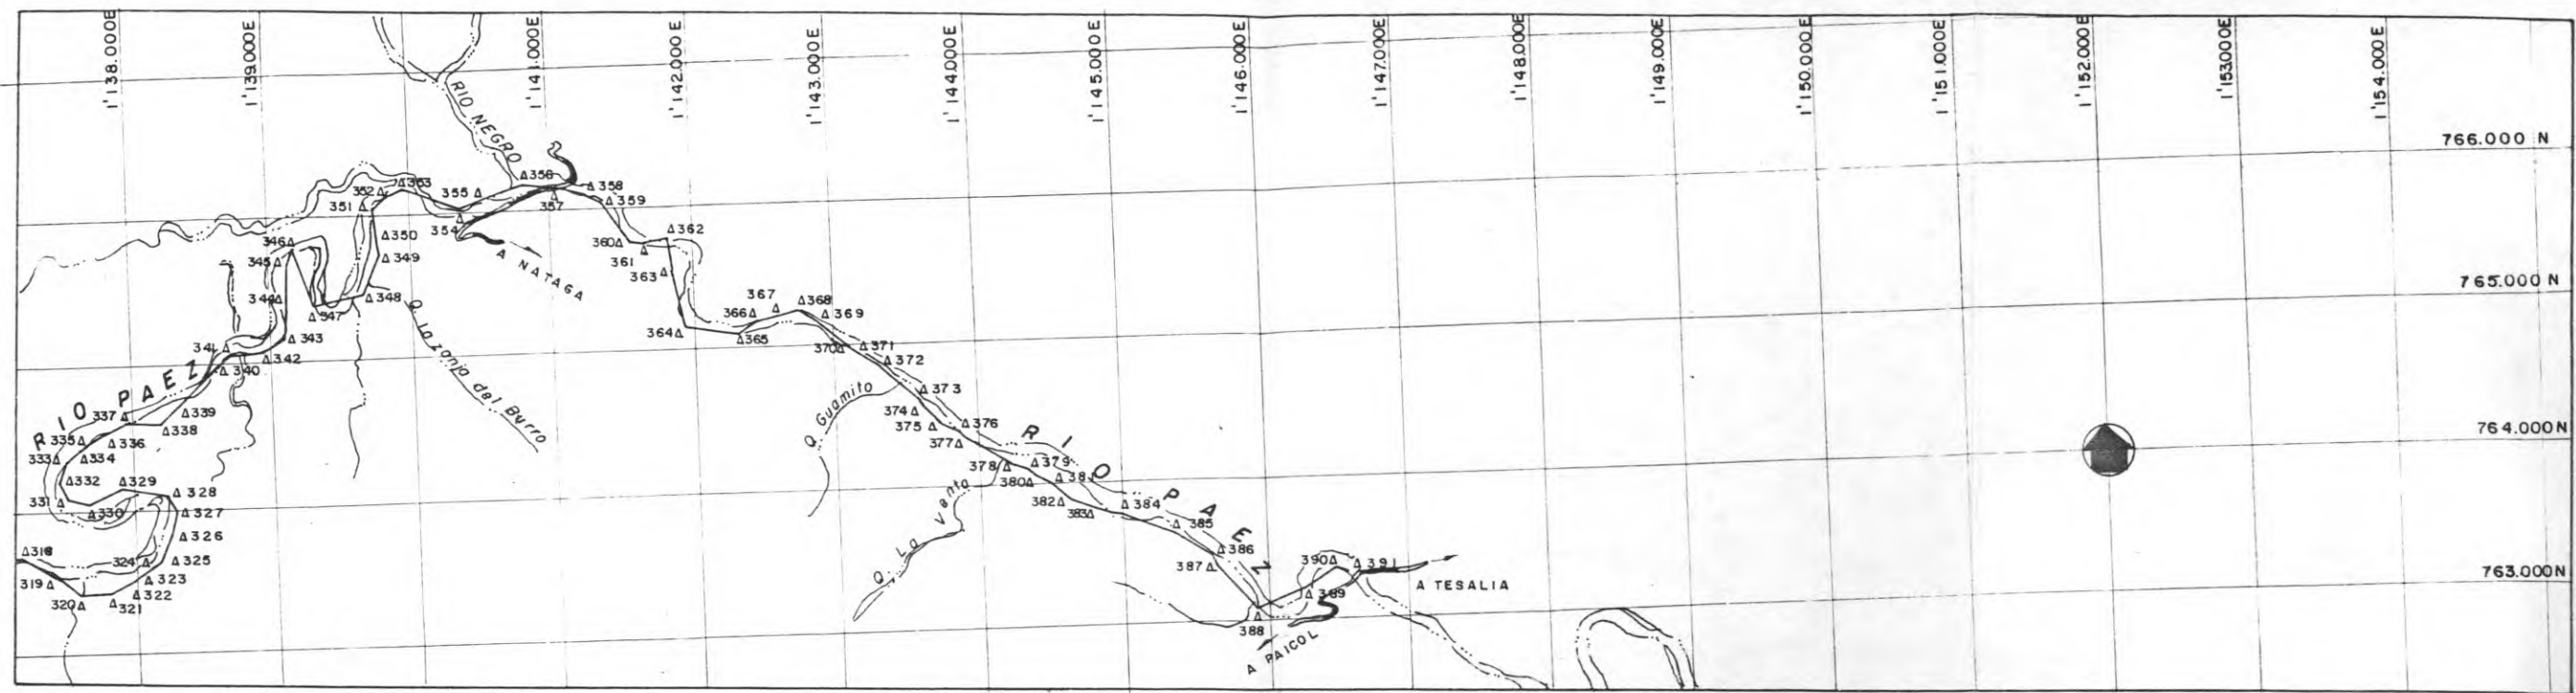 1'138.000E
1'139.000E
1'141.000E
1'142.000E
1'143.000E
1'144.000E
1'145.000E
1'146.000E
1'147.000E
1'148.000E
1'149.000E
1'150.000E
1'151.000E
1'152.000E
1'153.000E
1'154.000E
766.000 N
765.000 N
764.000 N
763.000 N
RIO NEGRO
A NATAGA
Q. La zanja del Burro
RIO PAEZ
Q Guamito
Q. La Venta
RIO PAEZ
A TESALIA
A PAICOL
318
319
320
321
322
323
324
325
326
327
328
329
330
331
332
333
334
335
336
337
338
339
340
341
342
343
344
345
346
347
348
349
350
351
352
353
354
355
356
357
358
359
360
361
362
363
364
365
366
367
368
369
370
371
372
373
374
375
376
377
378
379
380
381
382
383
384
385
386
387
388
389
390
391